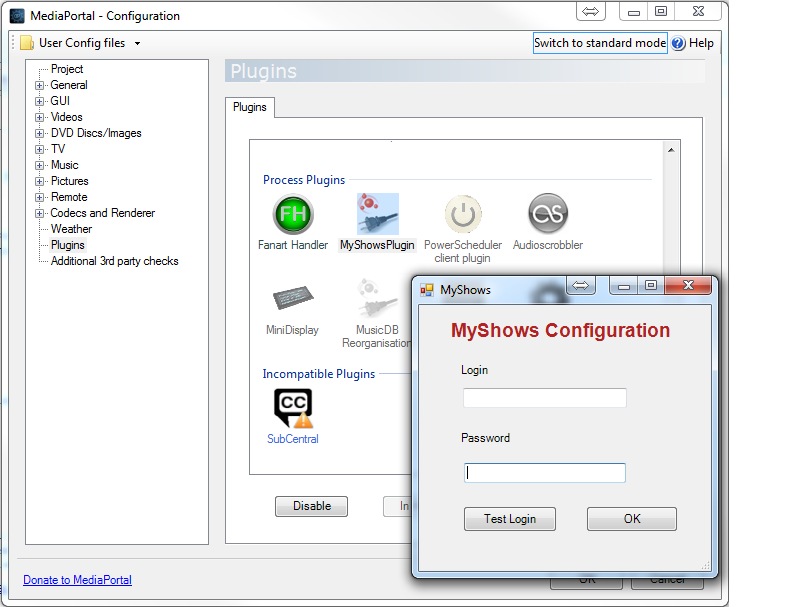 MediaPortal - Configuration
User Config files
Switch to standard mode
Help
Project
General
GUI
Videos
DVD Discs/Images
TV
Music
Pictures
Remote
Codecs and Renderer
Weather
Plugins
Additional 3rd party checks
Plugins
Plugins
Process Plugins
FH
Fanart Handler
MyShowsPlugin
PowerScheduler
client plugin
Audioscrobbler
MiniDisplay
MusicDB
Reorganisation
Incompatible Plugins
CC
SubCentral
Disable
In
MyShows
MyShows Configuration
Login
Password
Test Login
OK
Donate to MediaPortal
OK
Cancel